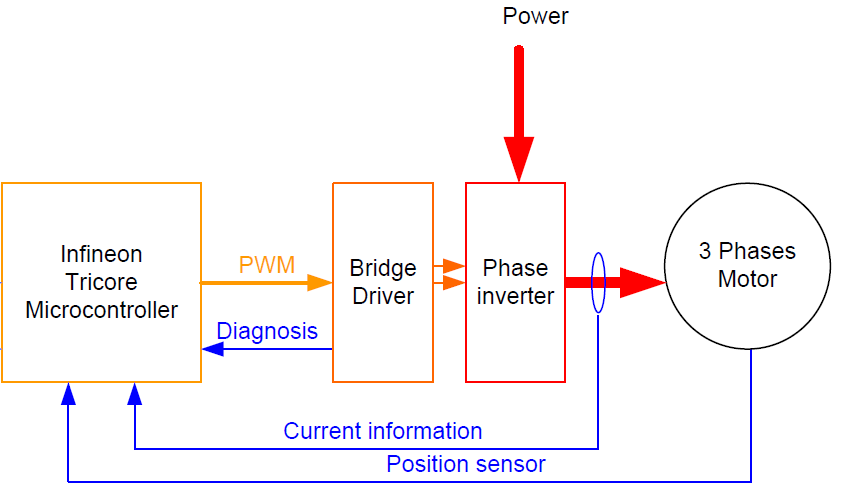 Power
Infineon
Tricore
Microcontroller
PWM
Diagnosis
Bridge
Driver
Phase
inverter
3 Phases
Motor
Current information
Position sensor